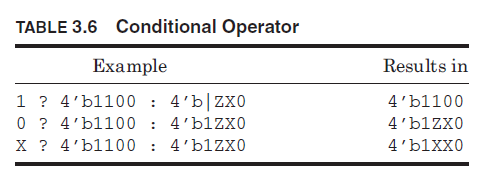 TABLE 3.6 Conditional Operator
Example Results in
1 ? 4’b1100 : 4’b|ZX0 4’b1100
0 ? 4’b1100 : 4’b1ZX0 4’b1ZX0
X ? 4’b1100 : 4’b1ZX0 4’b1XX0